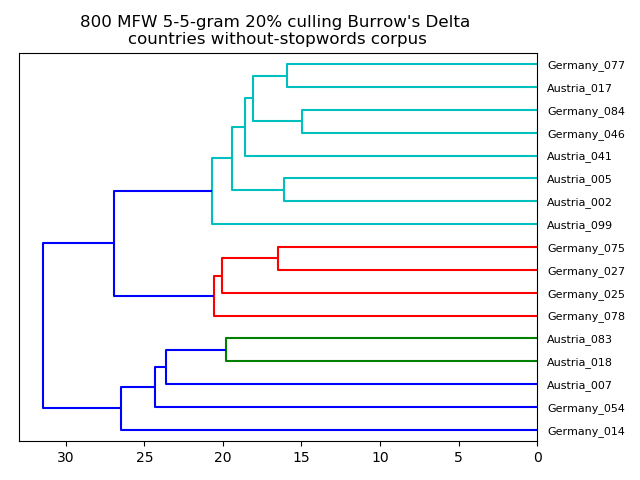 800 MFW 5-5-gram 20% culling Burrow's Delta
countries without-stopwords corpus
Germany_077
Austria_017
Germany_084
Germany_046
Austria_041
Austria_005
Austria_002
Austria_099
Germany_075
Germany_027
Germany_025
Germany_078
Austria_083
Austria_018
Austria_007
Germany_054
Germany_014
30 25 20 15 10 5 0